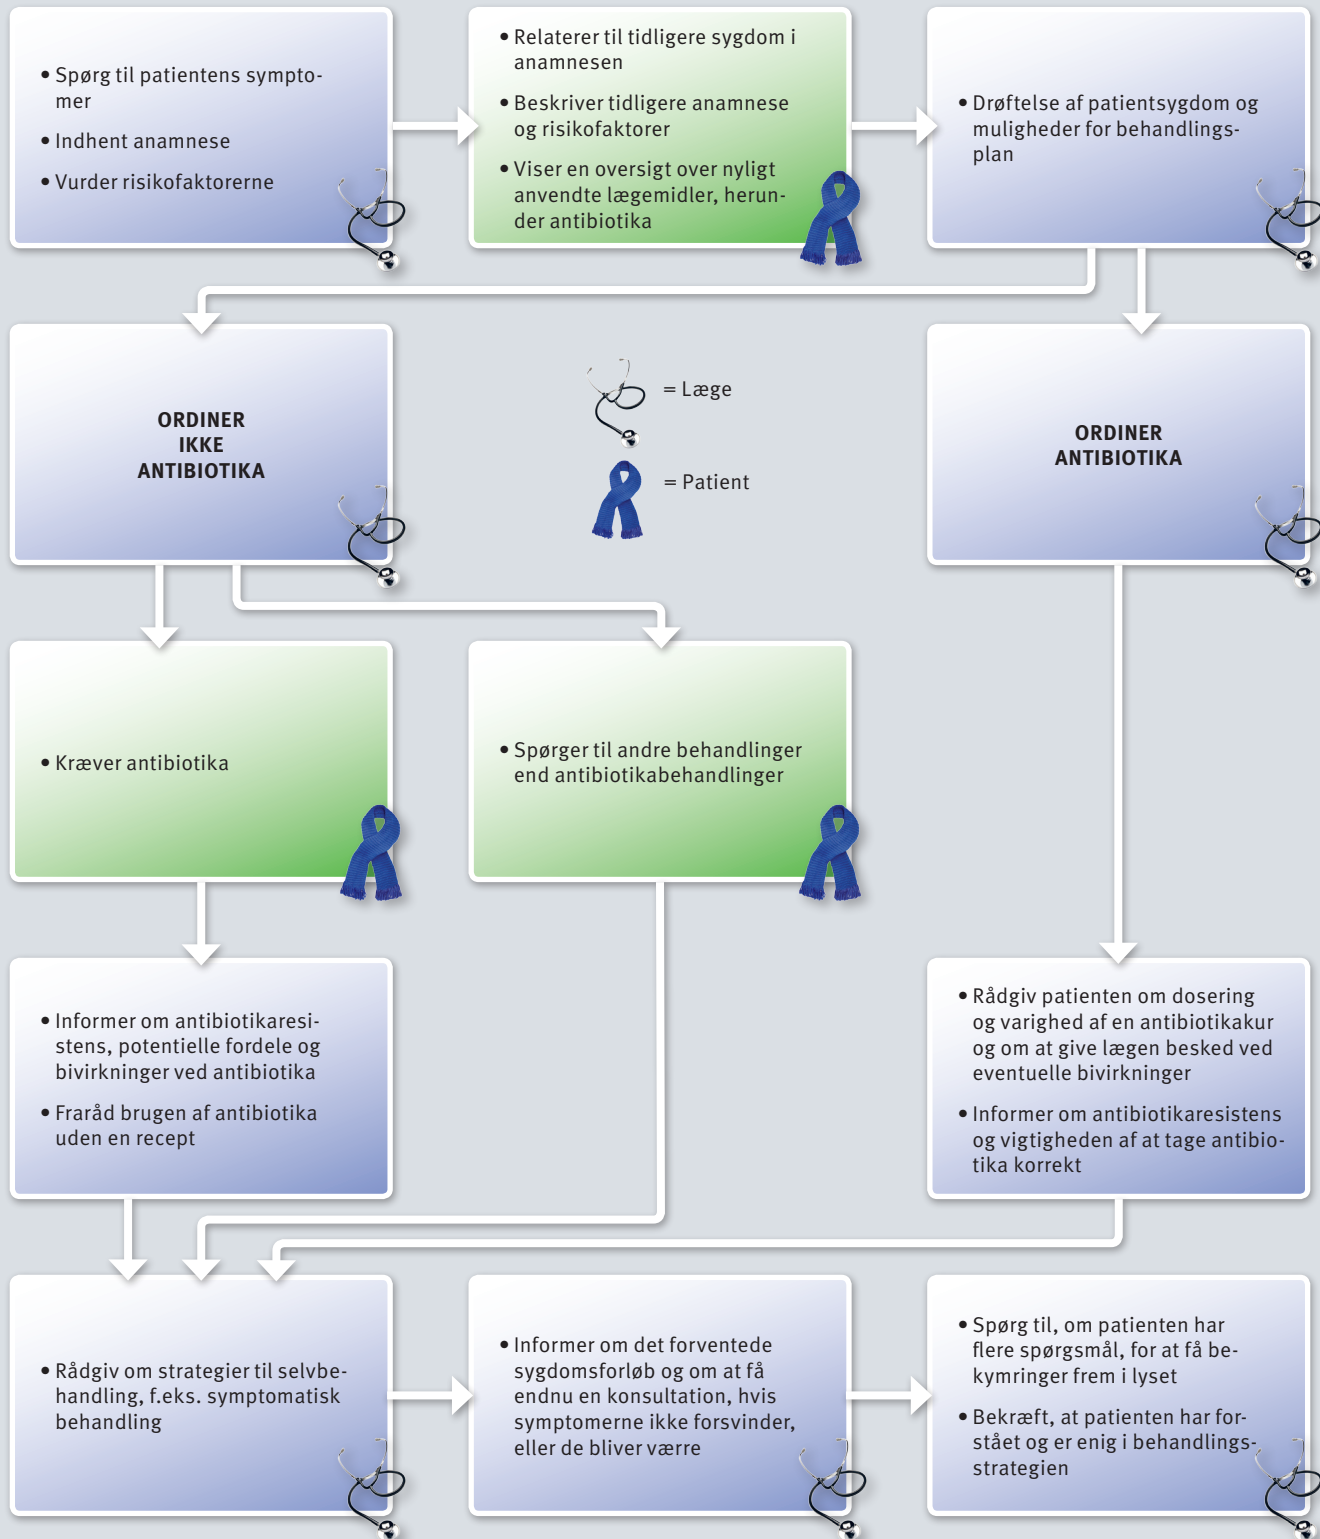 • Spørg til patientens sympto-
mer
• Indhent anamnese
• Vurder risikofaktorerne
• Relaterer til tidligere sygdom i
anamnesen
• Beskriver tidligere anamnese
og risikofaktorer
• Viser en oversigt over nyligt
anvendte lægemidler, herun-
der antibiotika
• Drøftelse af patientsygdom og
muligheder for behandlings-
plan
ORDINER
IKKE
ANTIBIOTIKA
= Læge
= Patient
ORDINER
ANTIBIOTIKA
• Kræver antibiotika
• Spørger til andre behandlinger
end antibiotikabehandlinger
• Informer om antibiotikaresi-
stens, potentielle fordele og
bivirkninger ved antibiotika
• Fraråd brugen af antibiotika
uden en recept
• Rådgiv patienten om dosering
og varighed af en antibiotikakur
og om at give lægen besked ved
eventuelle bivirkninger
• Informer om antibiotikaresistens
og vigtigheden af at tage antibio-
tika korrekt
• Rådgiv om strategier til selvbe-
handling, f.eks. symptomatisk
behandling
• Informer om det forventede
sygdomsforløb og om at få
endnu en konsultation, hvis
symptomerne ikke forsvinder,
eller de bliver værre
• Spørg til, om patienten har
flere spørgsmål, for at få be-
kymringer frem i lyset
• Bekræft, at patienten har for-
stået og er enig i behandlings-
strategien